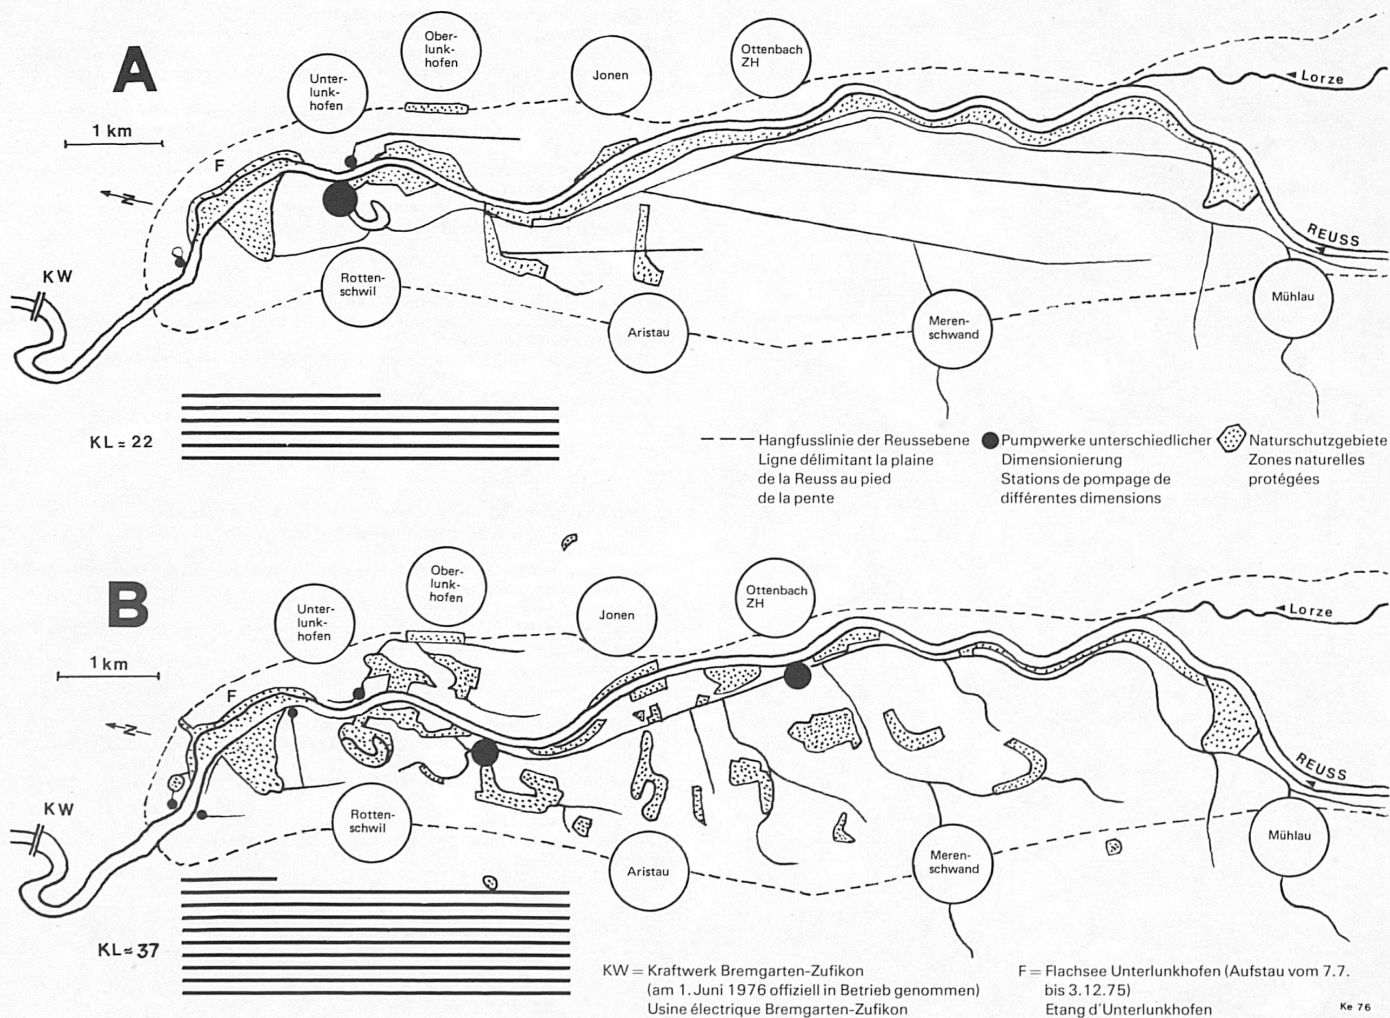 A
1 km
N
KW
F
Unter-
lunk-
hofen
Ober-
lunk-
hofen
Jonen
Ottenbach
ZH
Lorze
REUSS
Rotten-
schwil
Aristau
Meren-
schwand
Mühlau
KL ≈ 22
Hangfusslinie der Reussebene
Ligne délimitant la plaine
de la Reuss au pied
de la pente
Pumpwerke unterschiedlicher
Dimensionierung
Stations de pompage de
différentes dimensions
Naturschutzgebiete
Zones naturelles
protégées
B
1 km
N
KW
F
Unter-
lunk-
hofen
Ober-
lunk-
hofen
Jonen
Ottenbach
ZH
Lorze
REUSS
Rotten-
schwil
Aristau
Meren-
schwand
Mühlau
KL ≈ 37
KW = Kraftwerk Bremgarten-Zufikon
(am 1. Juni 1976 offiziell in Betrieb genommen)
Usine électrique Bremgarten-Zufikon
F = Flachsee Unterlunkhofen (Aufstau vom 7.7.
bis 3.12.75)
Etang d'Unterlunkhofen
Ke 76